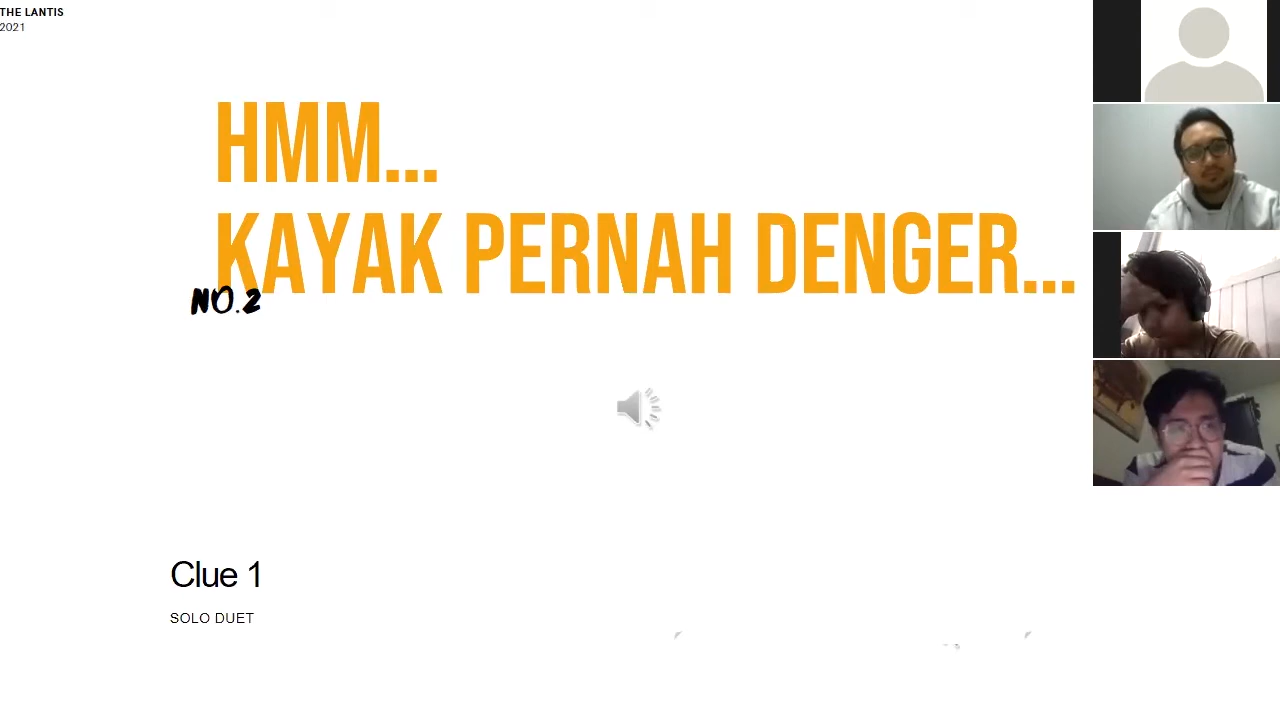 THE LANTIS
2021
HMM...
KAYAK PERNAH DENGER...
NO.2
Clue 1
SOLO DUET